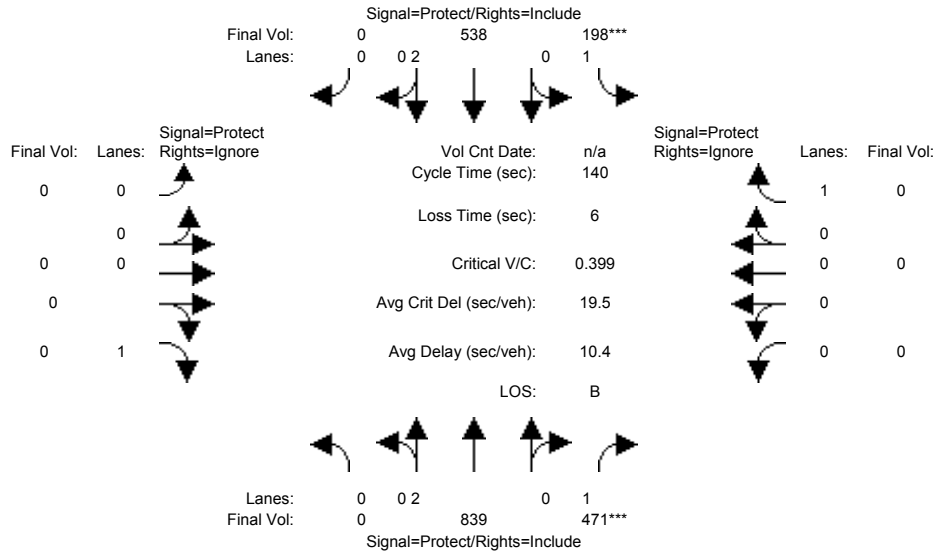 Signal=Protect/Rights=Include
Final Vol: 0 538 198***
Lanes: 0 0 2 0 1
Signal=Protect
Final Vol: Lanes: Rights=Ignore
Vol Cnt Date: n/a
Signal=Protect
Rights=Ignore Lanes: Final Vol:
Cycle Time (sec): 140
0 0
1 0
Loss Time (sec): 6
0
0
0 0
Critical V/C: 0.399
0 0
0
Avg Crit Del (sec/veh): 19.5
0
0 1
Avg Delay (sec/veh): 10.4
0 0
LOS: B
Lanes: 0 0 2 0 1
Final Vol: 0 839 471***
Signal=Protect/Rights=Include